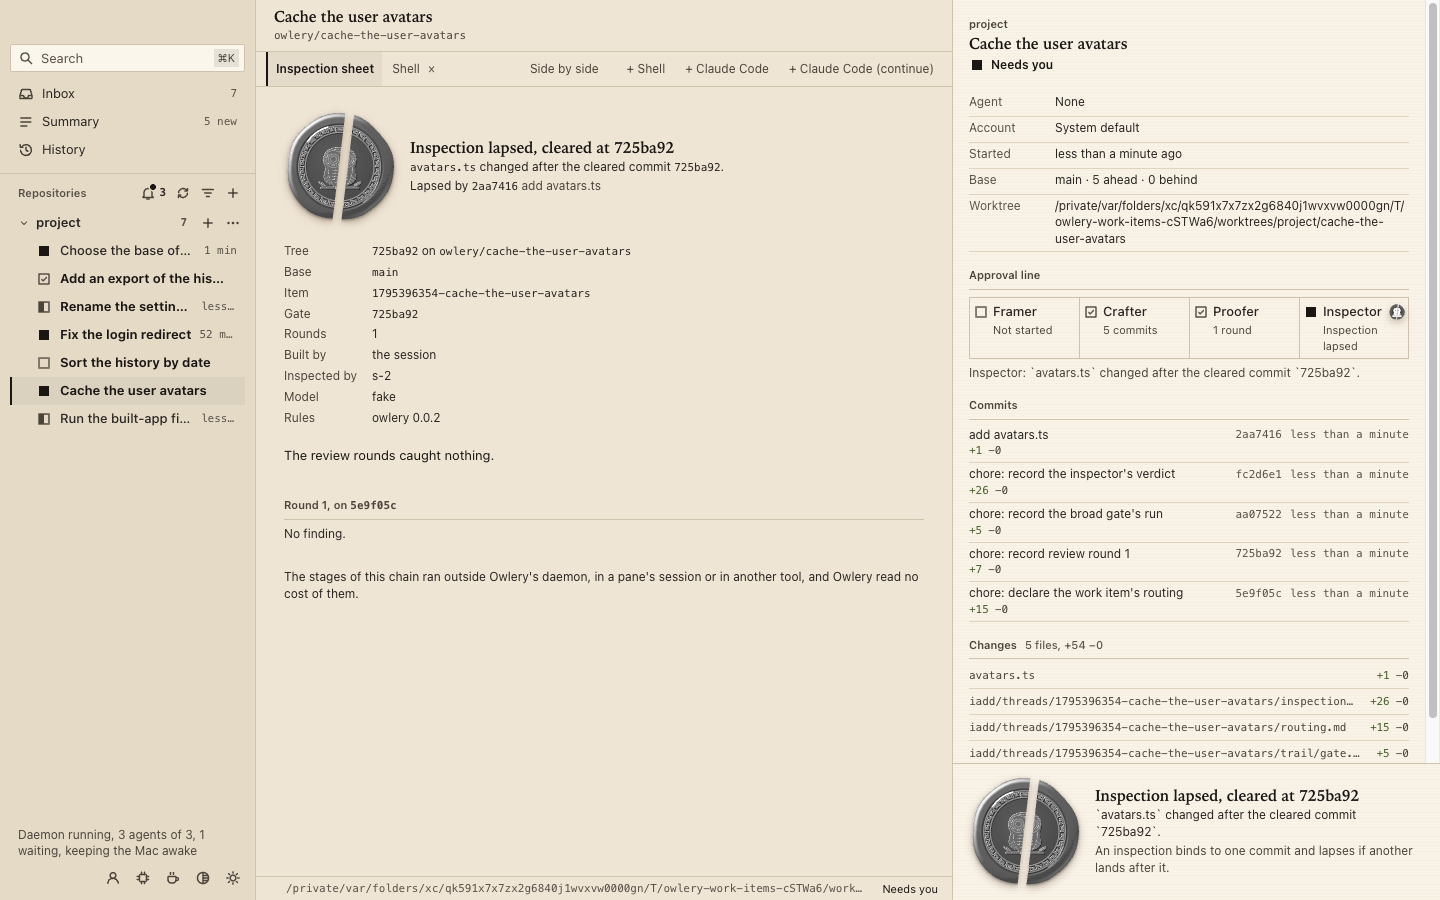 Search ⌘K
Inbox 7
Summary 5 new
History
Repositories 3
project 7
Choose the base of… 1 min
Add an export of the his…
Rename the settin… less…
Fix the login redirect 52 m…
Sort the history by date
Cache the user avatars
Run the built-app fi… less…
Daemon running, 3 agents of 3, 1
waiting, keeping the Mac awake
Cache the user avatars
owlery/cache-the-user-avatars
Inspection sheet Shell × Side by side + Shell + Claude Code + Claude Code (continue)
Inspection lapsed, cleared at 725ba92
avatars.ts changed after the cleared commit 725ba92.
Lapsed by 2aa7416 add avatars.ts
Tree 725ba92 on owlery/cache-the-user-avatars
Base main
Item 1795396354-cache-the-user-avatars
Gate 725ba92
Rounds 1
Built by the session
Inspected by s-2
Model fake
Rules owlery 0.0.2
The review rounds caught nothing.
Round 1, on 5e9f05c
No finding.
The stages of this chain ran outside Owlery's daemon, in a pane's session or in another tool, and Owlery read no
cost of them.
/private/var/folders/xc/qk591x7x7zx2g6840j1wvxvw0000gn/T/owlery-work-items-cSTWa6/work… Needs you
project
Cache the user avatars
Needs you
Agent None
Account System default
Started less than a minute ago
Base main · 5 ahead · 0 behind
Worktree /private/var/folders/xc/qk591x7x7zx2g6840j1wvxvw0000gn/T/
owlery-work-items-cSTWa6/worktrees/project/cache-the-
user-avatars
Approval line
Framer Crafter Proofer Inspector
Not started 5 commits 1 round Inspection
lapsed
Inspector: `avatars.ts` changed after the cleared commit `725ba92`.
Commits
add avatars.ts 2aa7416 less than a minute
+1 −0
chore: record the inspector's verdict fc2d6e1 less than a minute
+26 −0
chore: record the broad gate's run aa07522 less than a minute
+5 −0
chore: record review round 1 725ba92 less than a minute
+7 −0
chore: declare the work item's routing 5e9f05c less than a minute
+15 −0
Changes 5 files, +54 −0
avatars.ts +1 −0
iadd/threads/1795396354-cache-the-user-avatars/inspection… +26 −0
iadd/threads/1795396354-cache-the-user-avatars/routing.md +15 −0
iadd/threads/1795396354-cache-the-user-avatars/trail/gate.… +5 −0
Inspection lapsed, cleared at 725ba92
`avatars.ts` changed after the cleared commit
`725ba92`.
An inspection binds to one commit and lapses if another
lands after it.